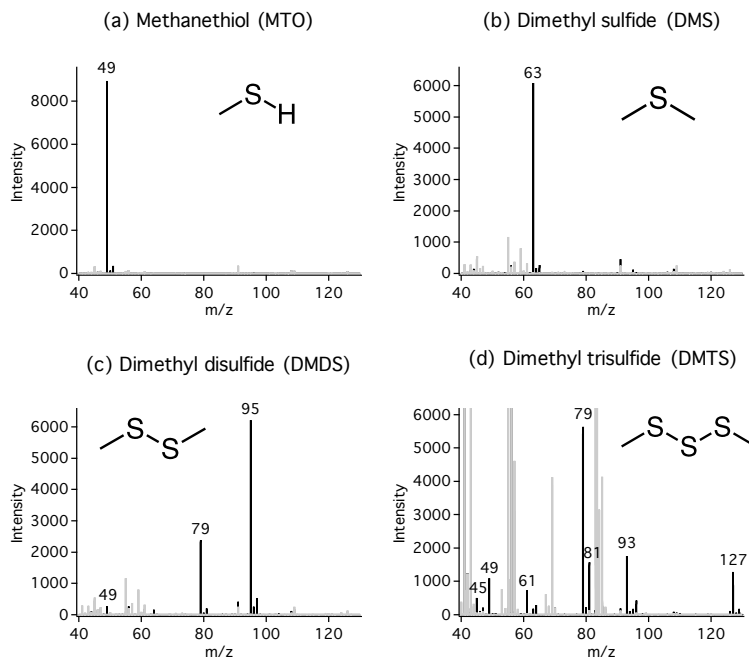 (a) Methanethiol (MTO)
49
S
H
Intensity
8000
6000
4000
2000
0
40 60 80 100 120
m/z
(b) Dimethyl sulfide (DMS)
63
S
Intensity
6000
5000
4000
3000
2000
1000
0
40 60 80 100 120
m/z
(c) Dimethyl disulfide (DMDS)
95
S
S
79
49
Intensity
6000
5000
4000
3000
2000
1000
0
40 60 80 100 120
m/z
(d) Dimethyl trisulfide (DMTS)
79
S S
S
81
93
127
49
45
61
Intensity
6000
5000
4000
3000
2000
1000
0
40 60 80 100 120
m/z